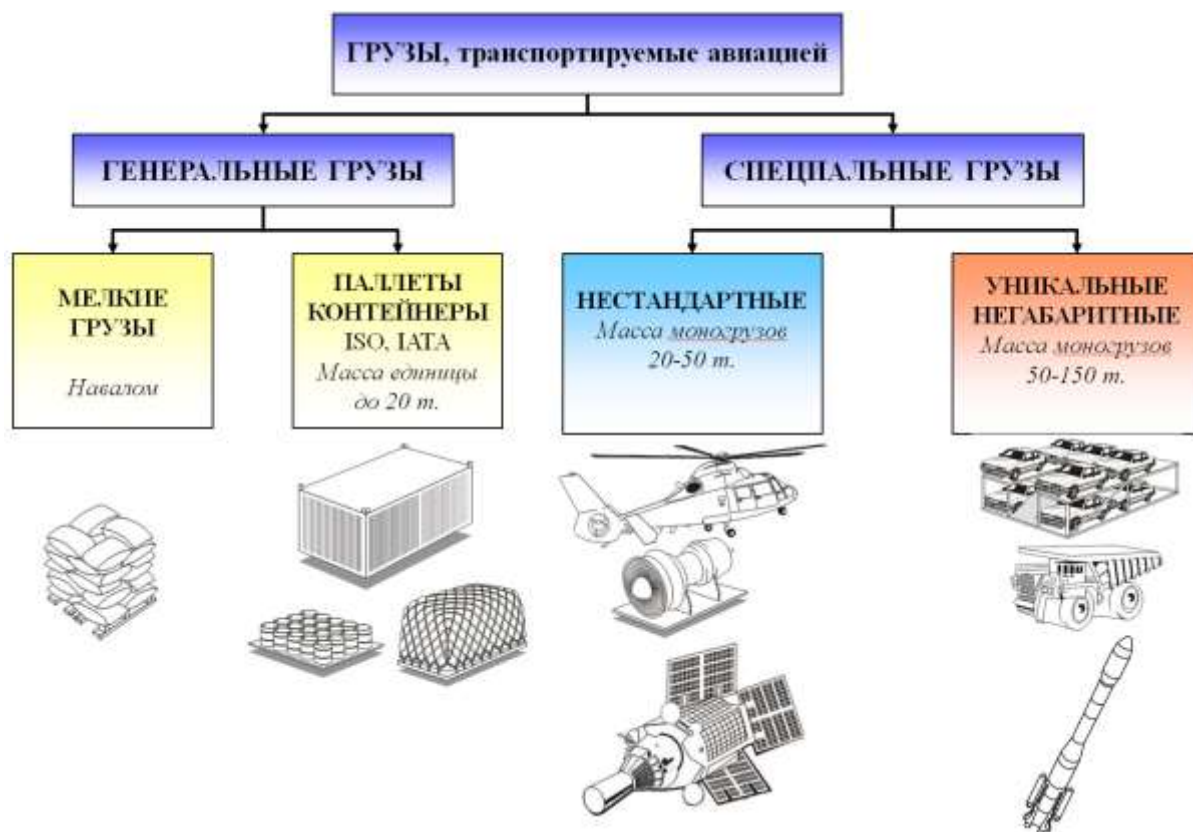 ГРУЗЫ, транспортируемые авиацией
ГЕНЕРАЛЬНЫЕ ГРУЗЫ
СПЕЦИАЛЬНЫЕ ГРУЗЫ
МЕЛКИЕ
ГРУЗЫ
Навалом
ПАЛЛЕТЫ
КОНТЕЙНЕРЫ
ISO, IATA
Масса единицы
до 20 т.
НЕСТАНДАРТНЫЕ
Масса моногрузов
20-50 т.
УНИКАЛЬНЫЕ
НЕГАБАРИТНЫЕ
Масса моногрузов
50-150 т.